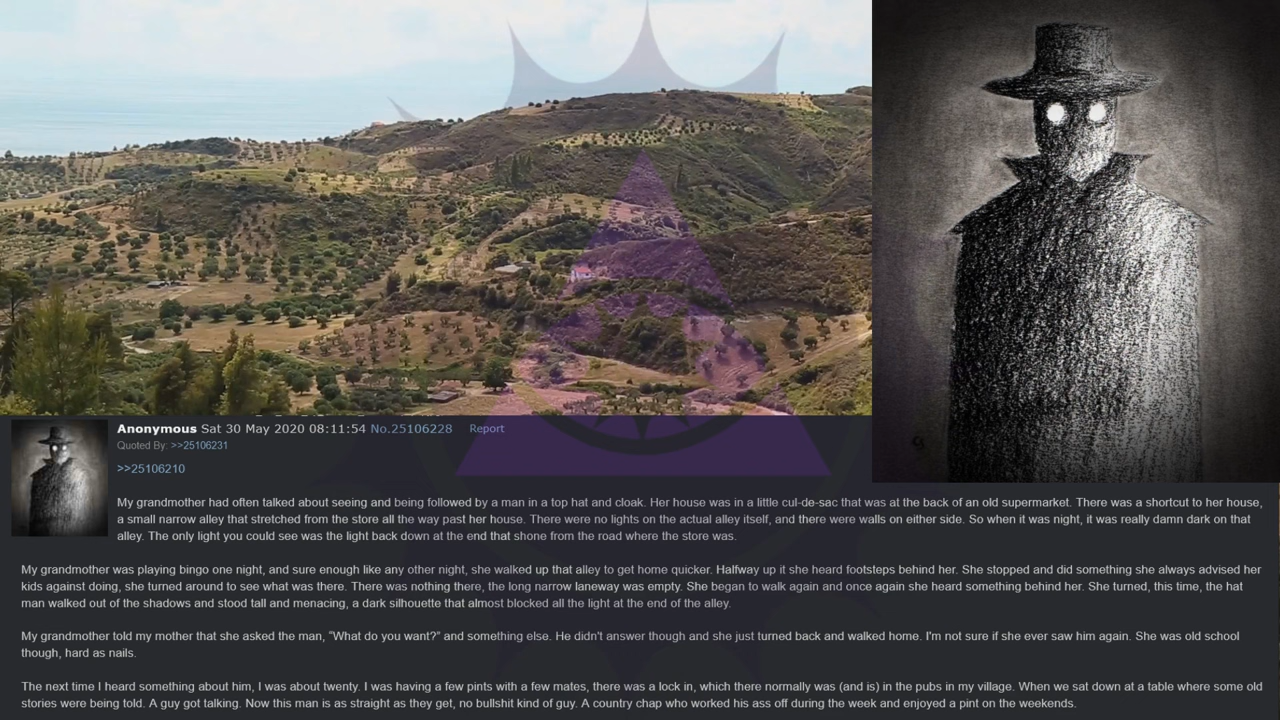 Anonymous Sat 30 May 2020 08:11:54 No.25106228 Report
Quoted By: >>25106231
>>25106210
My grandmother had often talked about seeing and being followed by a man in a top hat and cloak. Her house was in a little cul-de-sac that was at the back of an old supermarket. There was a shortcut to her house,
a small narrow alley that stretched from the store all the way past her house. There were no lights on the actual alley itself, and there were walls on either side. So when it was night, it was really damn dark on that
alley. The only light you could see was the light back down at the end that shone from the road where the store was.
My grandmother was playing bingo one night, and sure enough like any other night, she walked up that alley to get home quicker. Halfway up it she heard footsteps behind her. She stopped and did something she always advised her
kids against doing, she turned around to see what was there. There was nothing there, the long narrow laneway was empty. She began to walk again and once again she heard something behind her. She turned, this time, the hat
man walked out of the shadows and stood tall and menacing, a dark silhouette that almost blocked all the light at the end of the alley.
My grandmother told my mother that she asked the man, “What do you want?” and something else. He didn't answer though and she just turned back and walked home. I'm not sure if she ever saw him again. She was old school
though, hard as nails.
The next time I heard something about him, I was about twenty. I was having a few pints with a few mates, there was a lock in, which there normally was (and is) in the pubs in my village. When we sat down at a table where some old
stories were being told. A guy got talking. Now this man is as straight as they get, no bullshit kind of guy. A country chap who worked his ass off during the week and enjoyed a pint on the weekends.